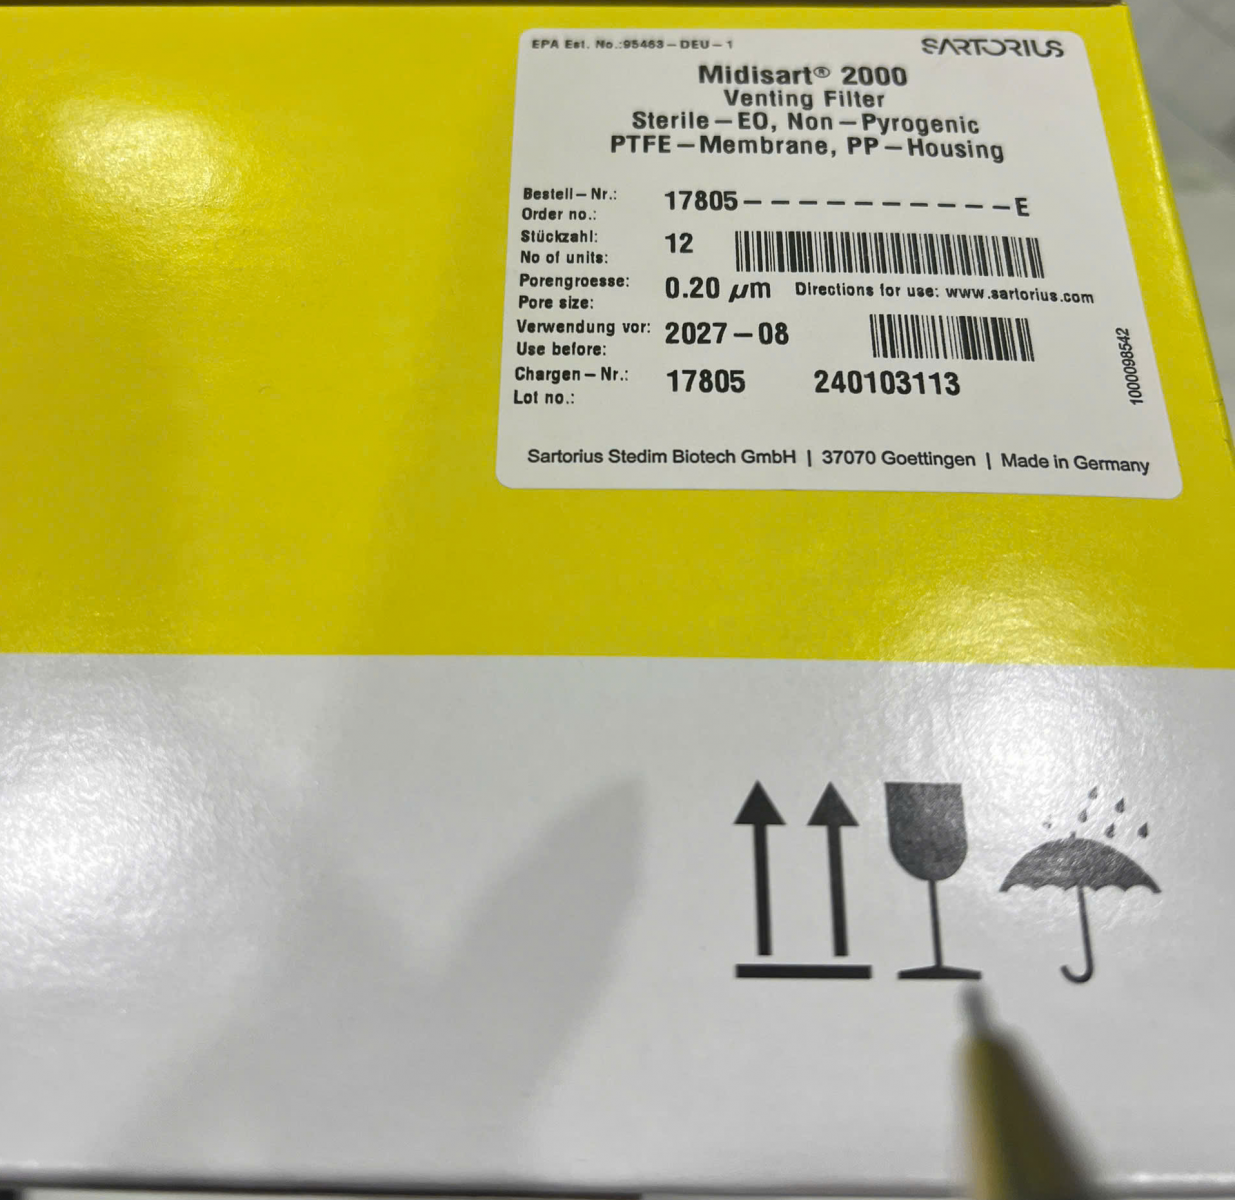 EPA Est. No.:95463-DEU-1
SARTORIUS
Midisart® 2000
Venting Filter
Sterile-EO, Non-Pyrogenic
PTFE-Membrane, PP-Housing
Bestell-Nr.:
Order no.:
17805----------E
Stückzahl:
No of units:
12
Porengroesse:
Pore size:
0.20 µm
Directions for use: www.sartorius.com
Verwendung vor:
Use before:
2027-08
Chargen-Nr.:
Lot no.:
17805 240103113
1000098542
Sartorius Stedim Biotech GmbH | 37070 Goettingen | Made in Germany